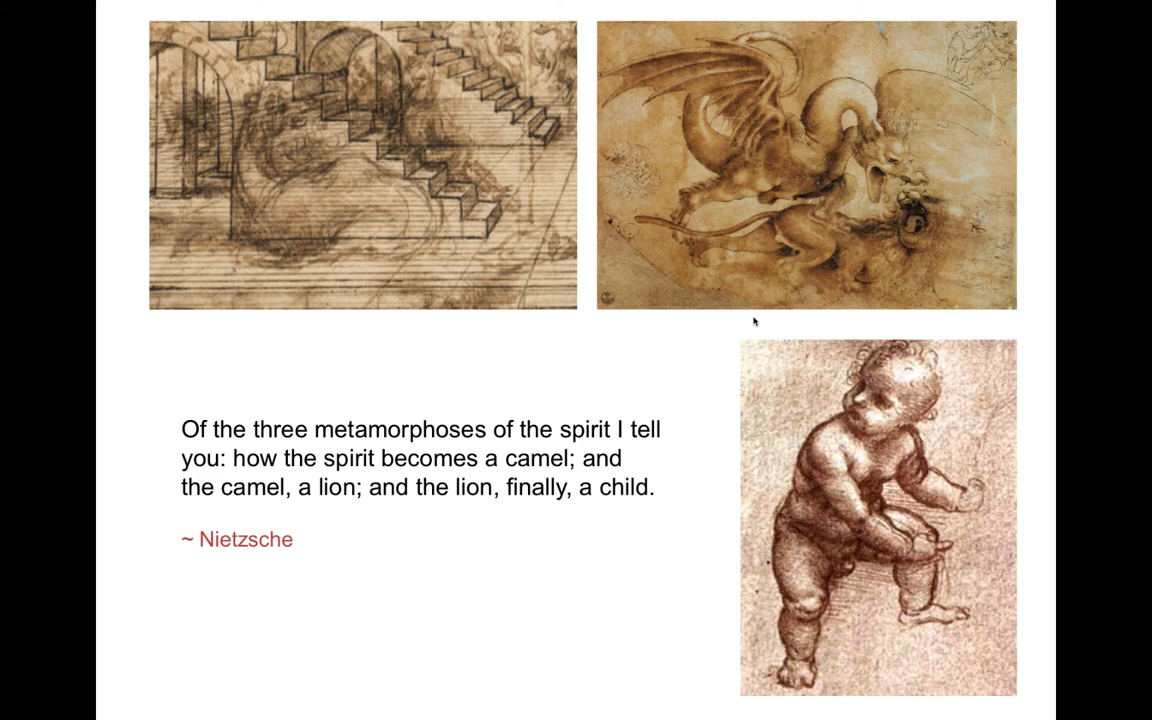 Of the three metamorphoses of the spirit I tell
you: how the spirit becomes a camel; and
the camel, a lion; and the lion, finally, a child.
~ Nietzsche